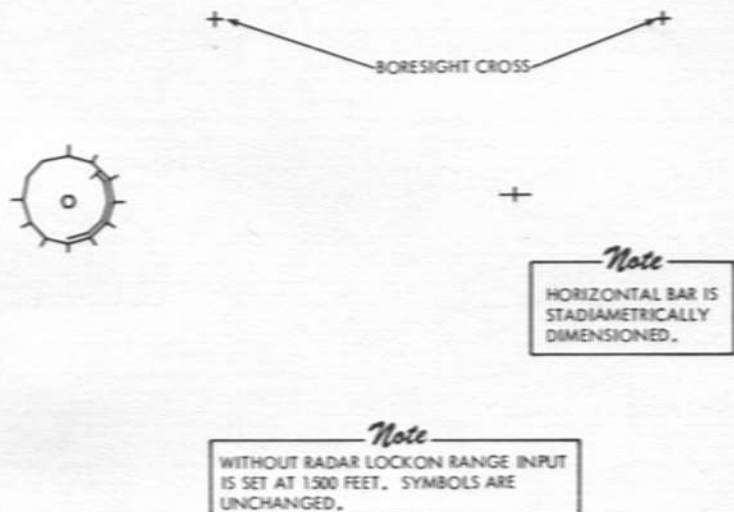 BORESIGHT CROSS
Note
HORIZONTAL BAR IS
STADIAMETRICALLY
DIMENSIONED.
Note
WITHOUT RADAR LOCKON RANGE INPUT
IS SET AT 1500 FEET. SYMBOLS ARE
UNCHANGED.